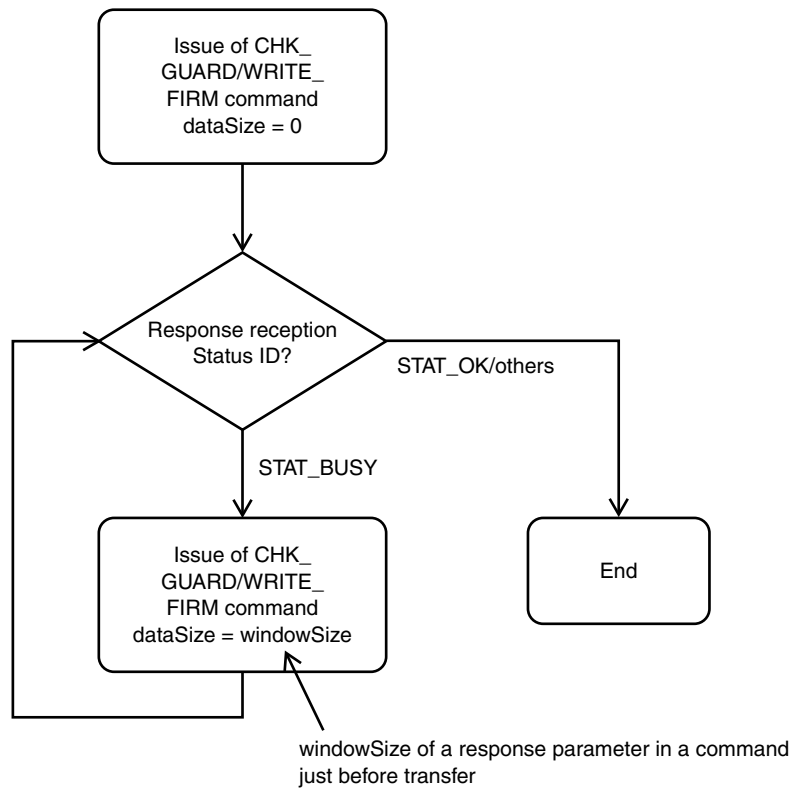 Issue of CHK_
GUARD/WRITE_
FIRM command
dataSize = 0
Response reception
Status ID?
STAT_OK/others
STAT_BUSY
Issue of CHK_
GUARD/WRITE_
FIRM command
dataSize = windowSize
End
windowSize of a response parameter in a command
just before transfer